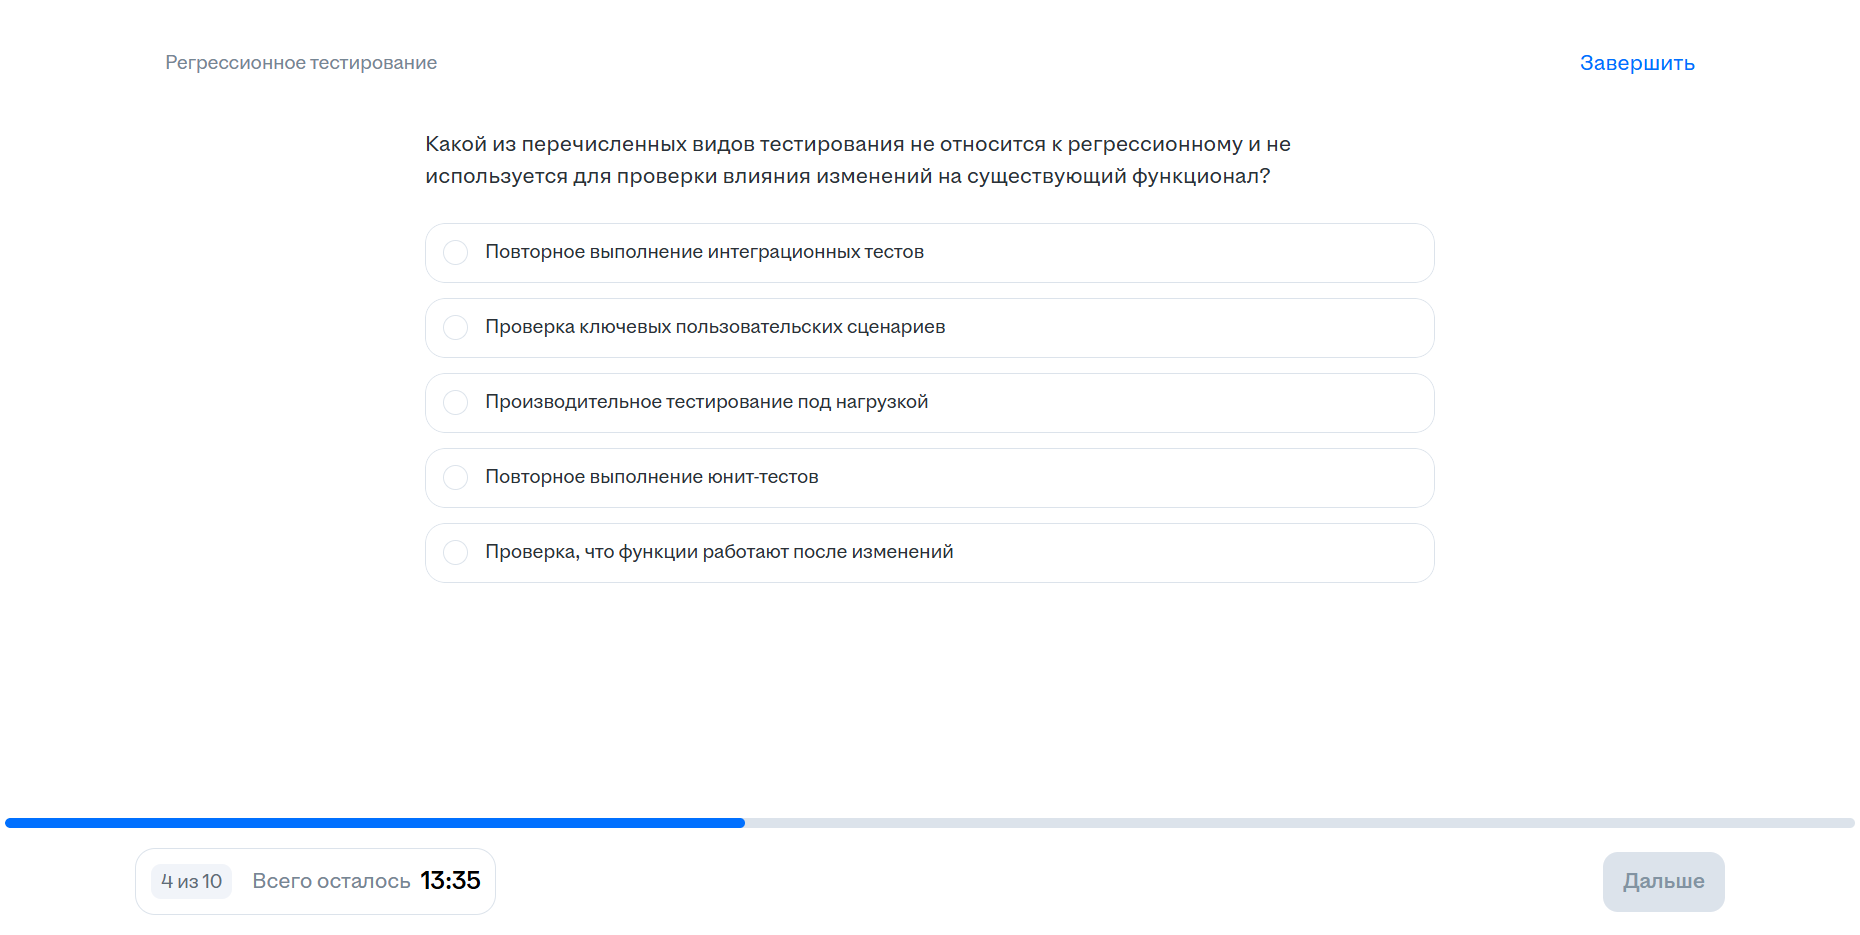 Регрессионное тестирование
Завершить
Какой из перечисленных видов тестирования не относится к регрессионному и не
используется для проверки влияния изменений на существующий функционал?
Повторное выполнение интеграционных тестов
Проверка ключевых пользовательских сценариев
Производительное тестирование под нагрузкой
Повторное выполнение юнит-тестов
Проверка, что функции работают после изменений
4 из 10
Всего осталось 13:35
Дальше